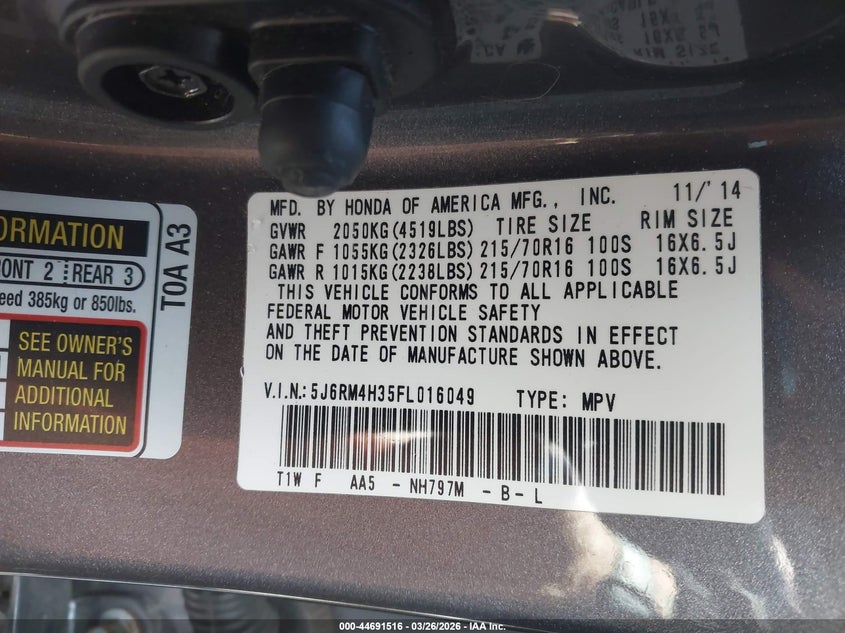 MFD. BY HONDA OF AMERICA MFG., INC. 11/'14
GVWR 2050KG(4519LBS) TIRE SIZE RIM SIZE
GAWR F 1055KG(2326LBS) 215/70R16 100S 16X6.5J
GAWR R 1015KG(2238LBS) 215/70R16 100S 16X6.5J
THIS VEHICLE CONFORMS TO ALL APPLICABLE
FEDERAL MOTOR VEHICLE SAFETY
AND THEFT PREVENTION STANDARDS IN EFFECT
ON THE DATE OF MANUFACTURE SHOWN ABOVE.
V.I.N.: 5J6RM4H35FL016049 TYPE: MPV
T1W F AA5 - NH797M - B - L
ORMATION
ONT 2 REAR 3
eed 385kg or 850lbs.
SEE OWNER'S
MANUAL FOR
ADDITIONAL
INFORMATION
T0A A3
000-44691516 - 03/26/2026 - IAA Inc.